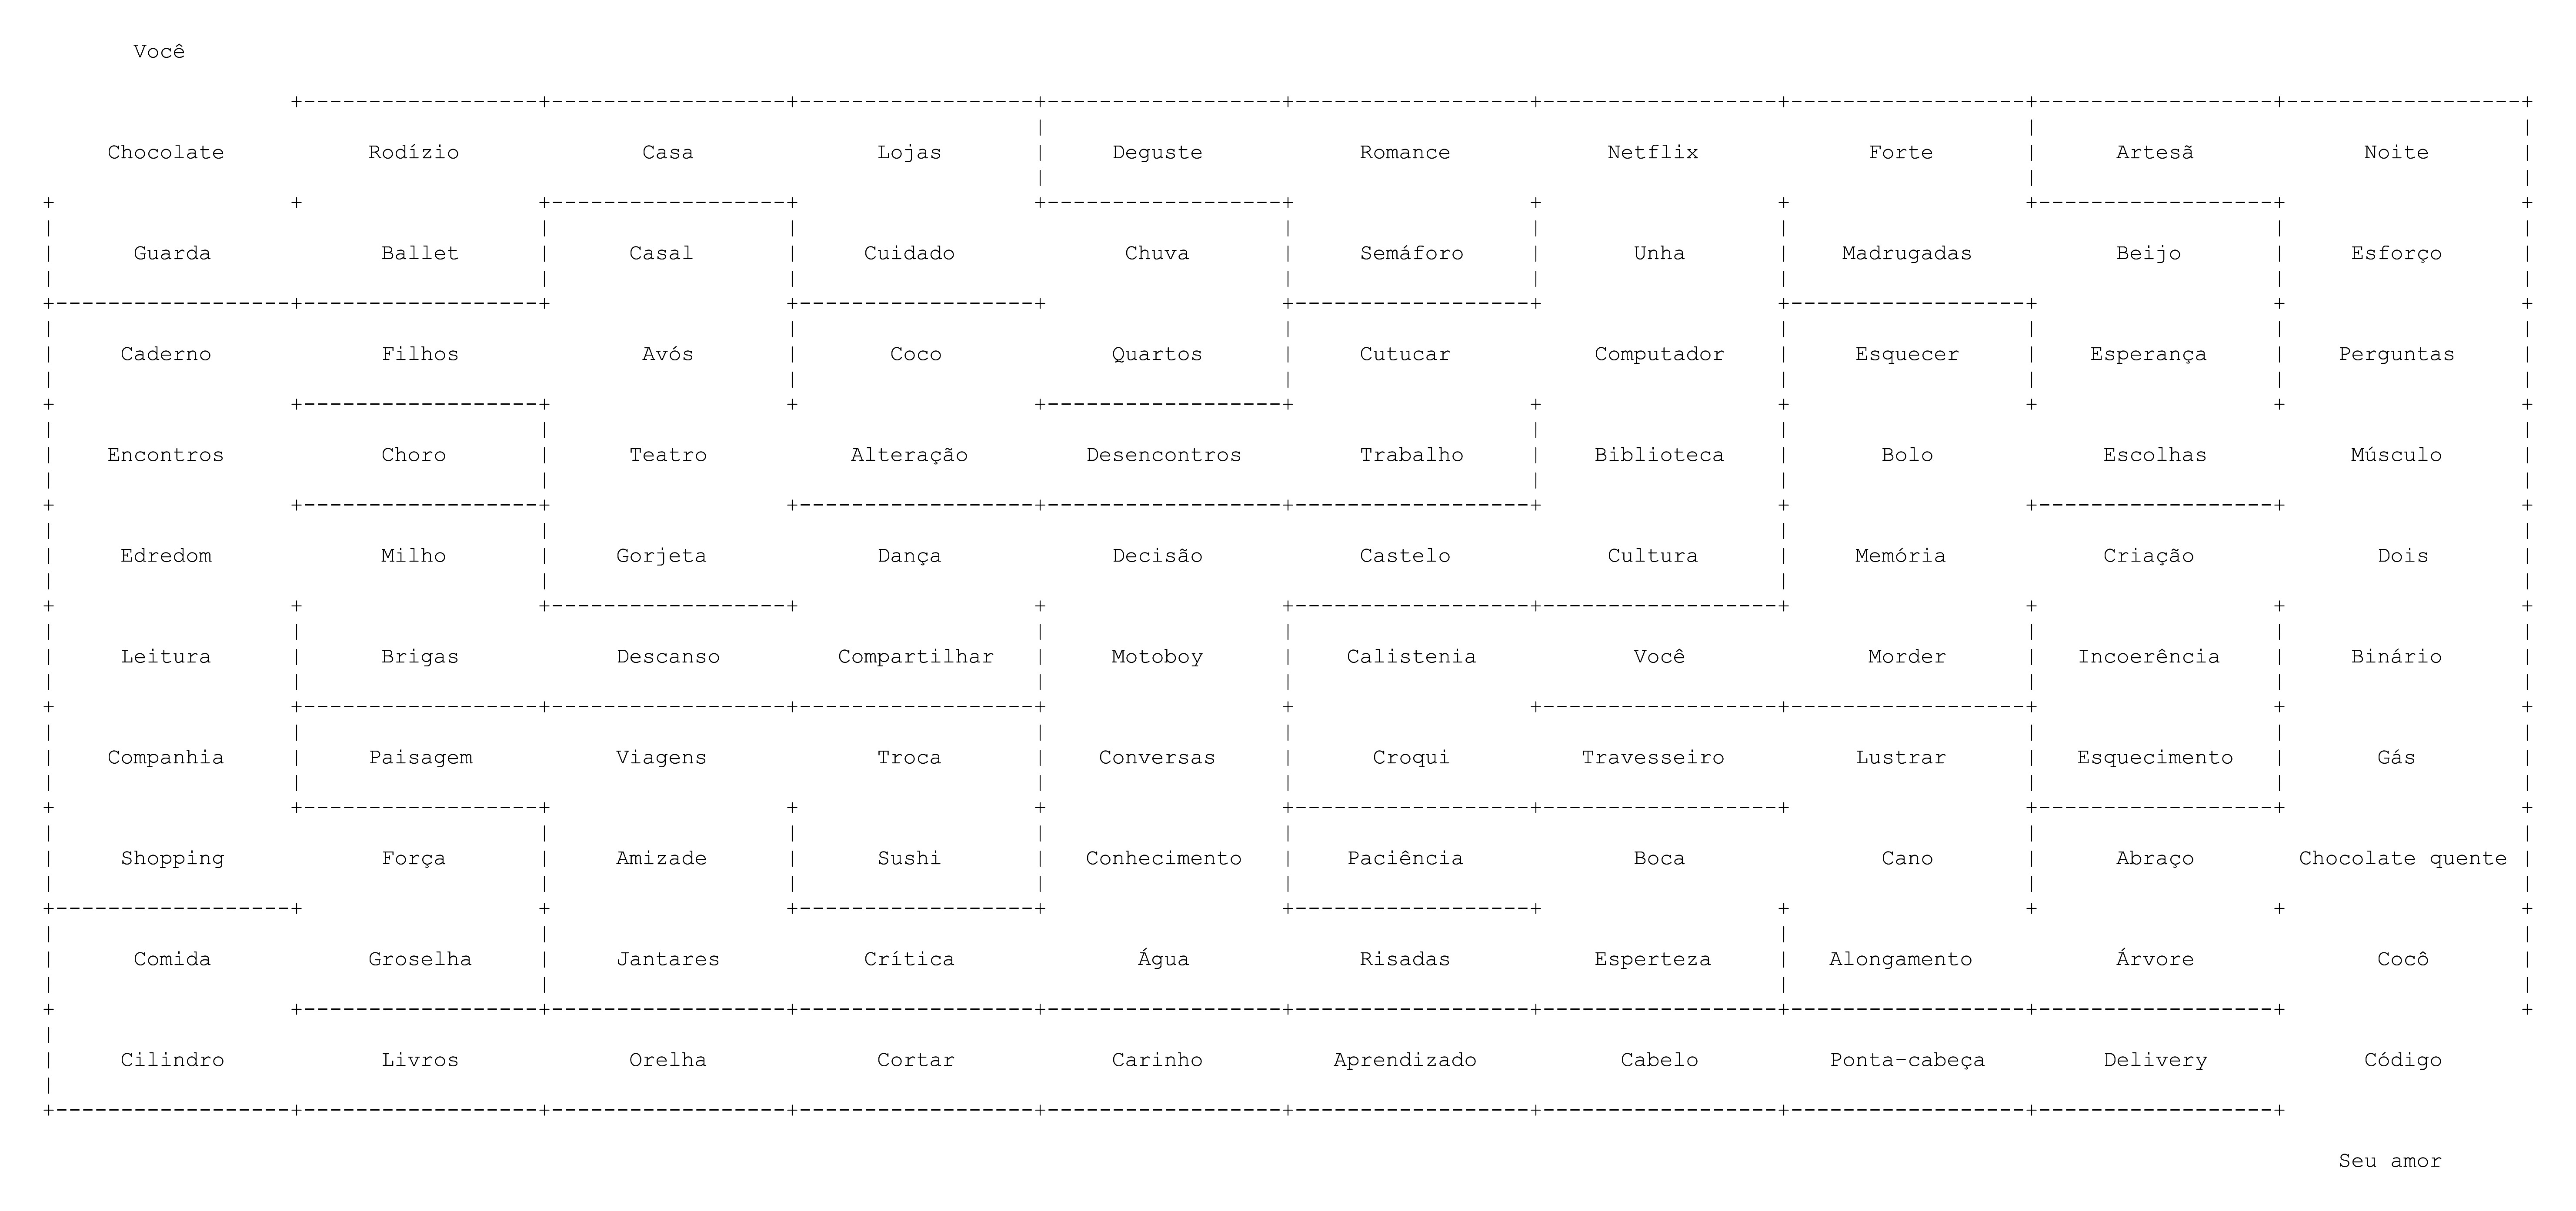 Você
Chocolate Rodízio Casa Lojas Deguste Romance Netflix Forte Artesã Noite
Guarda Ballet Casal Cuidado Chuva Semáforo Unha Madrugadas Beijo Esforço
Caderno Filhos Avós Coco Quartos Cutucar Computador Esquecer Esperança Perguntas
Encontros Choro Teatro Alteração Desencontros Trabalho Biblioteca Bolo Escolhas Músculo
Edredom Milho Gorjeta Dança Decisão Castelo Cultura Memória Criação Dois
Leitura Brigas Descanso Compartilhar Motoboy Calistenia Você Morder Incoerência Binário
Companhia Paisagem Viagens Troca Conversas Croqui Travesseiro Lustrar Esquecimento Gás
Shopping Força Amizade Sushi Conhecimento Paciência Boca Cano Abraço Chocolate quente
Comida Groselha Jantares Crítica Água Risadas Esperteza Alongamento Árvore Cocô
Cilindro Livros Orelha Cortar Carinho Aprendizado Cabelo Ponta-cabeça Delivery Código
Seu amor